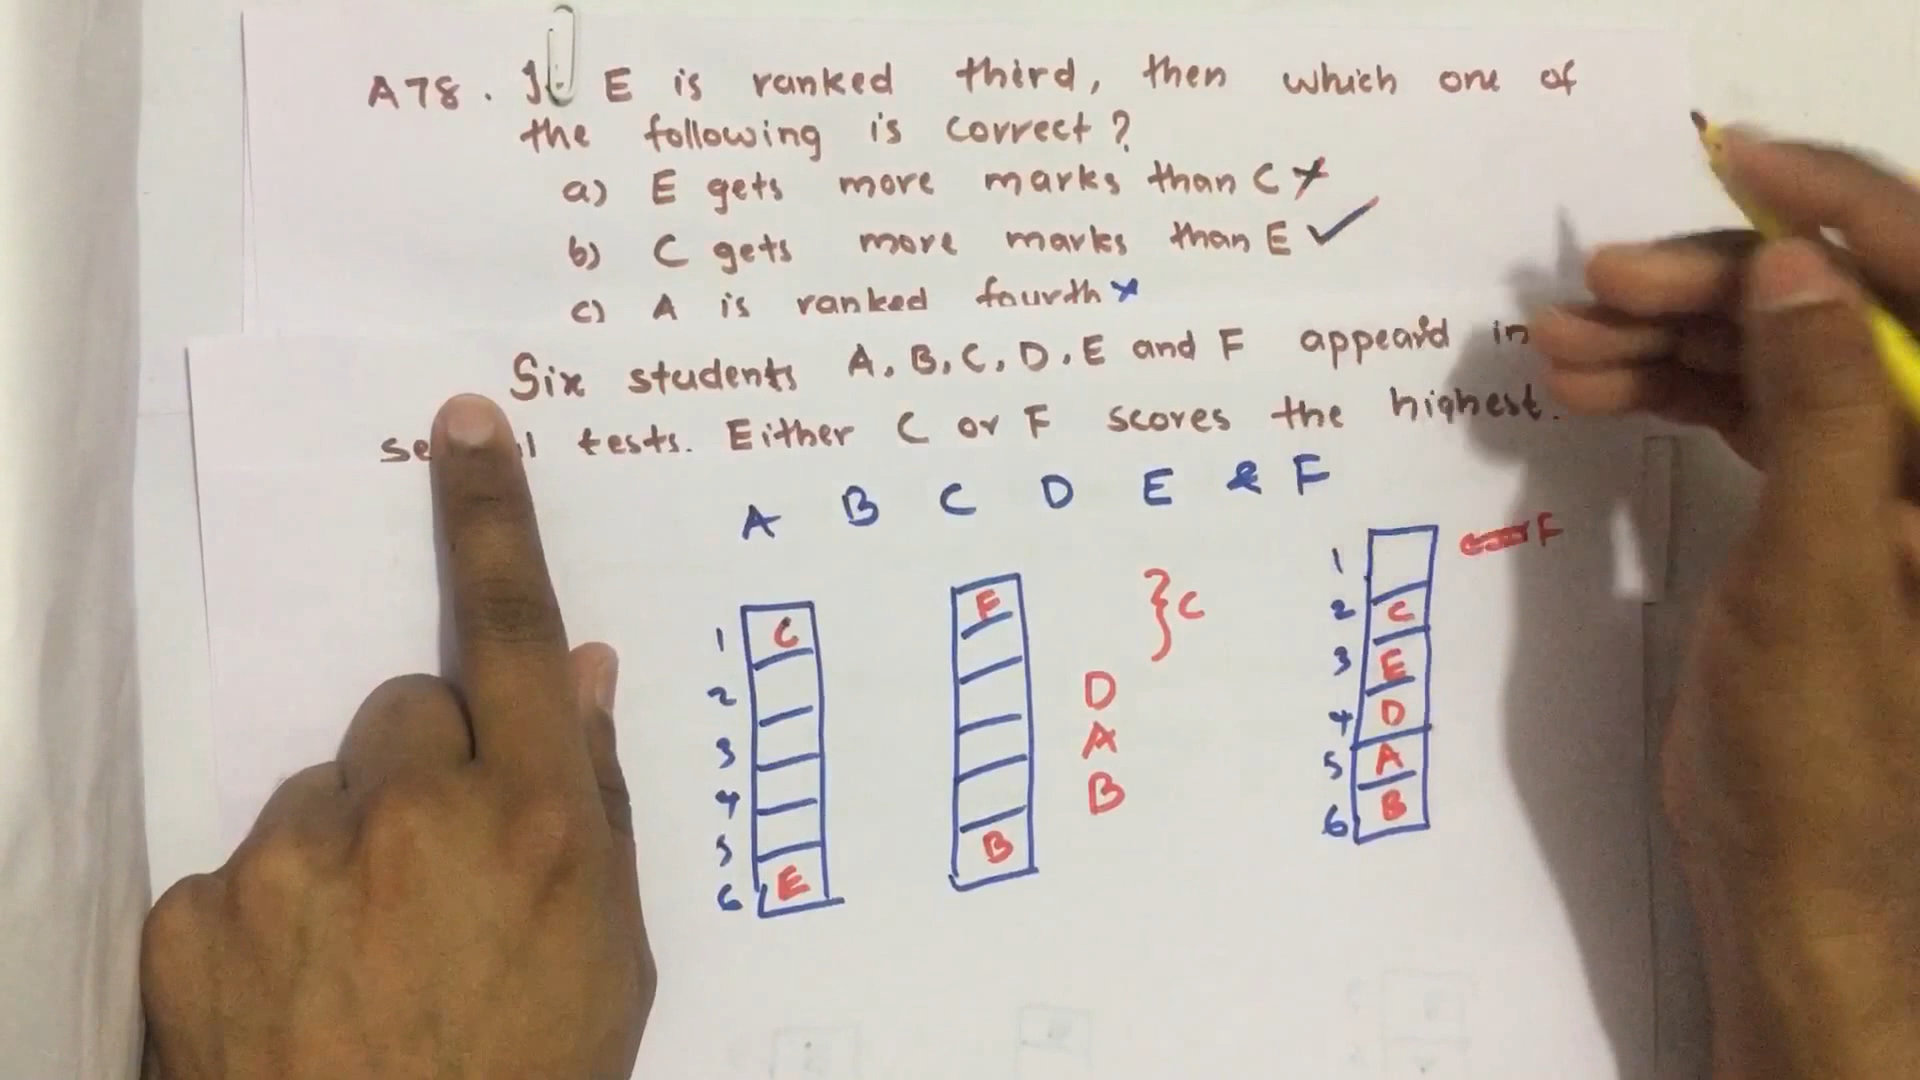 A78. E is ranked third, then which one of
the following is correct?
a) E gets more marks than C ✗
b) C gets more marks than E ✓
c) A is ranked fourth ✗
Six students A, B, C, D, E and F appeard in
tests. Either C or F scores the highest.
A B C D E & F
1 C
2
3
4
5
6 E
F
B
} C
D
A
B
F
1
2 C
3 E
4 D
5 A
6 B